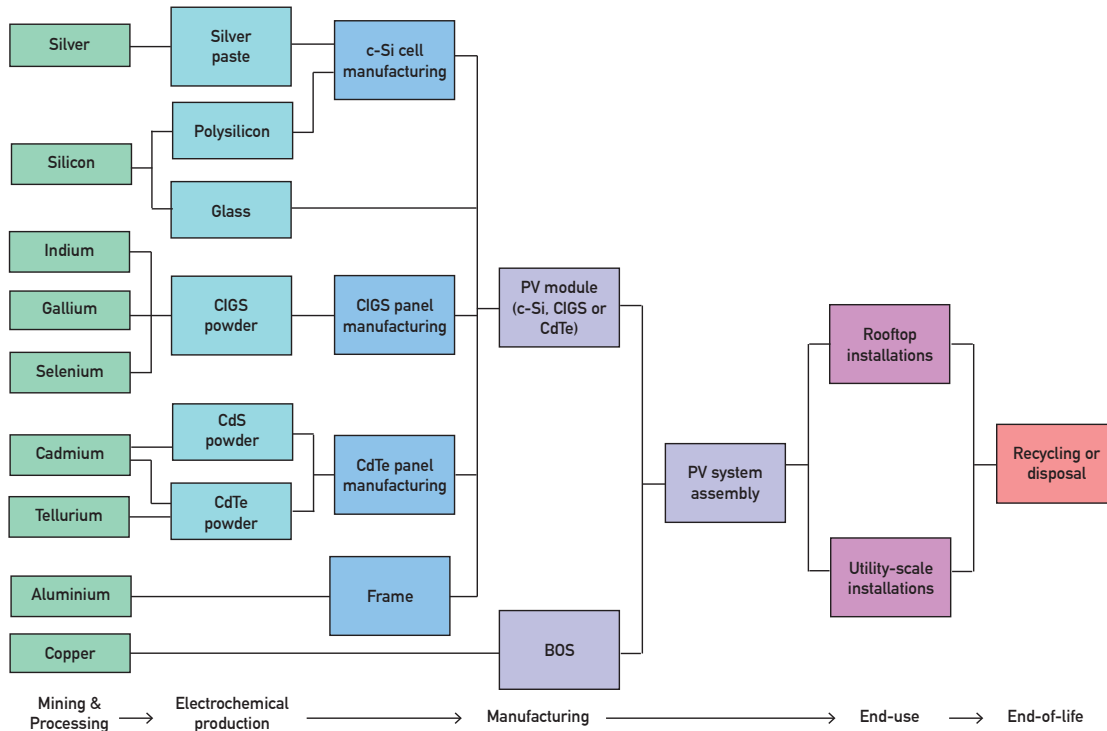 Silver
Silver
paste
c-Si cell
manufacturing
Polysilicon
Silicon
Glass
Indium
Gallium
CIGS
powder
CIGS panel
manufacturing
PV module
(c-Si, CIGS or
CdTe)
Rooftop
installations
Selenium
CdS
powder
Cadmium
CdTe panel
manufacturing
PV system
assembly
Recycling or
disposal
Tellurium
CdTe
powder
Aluminium
Frame
Utility-scale
installations
Copper
BOS
Mining &
Processing
Electrochemical
production
Manufacturing
End-use
End-of-life